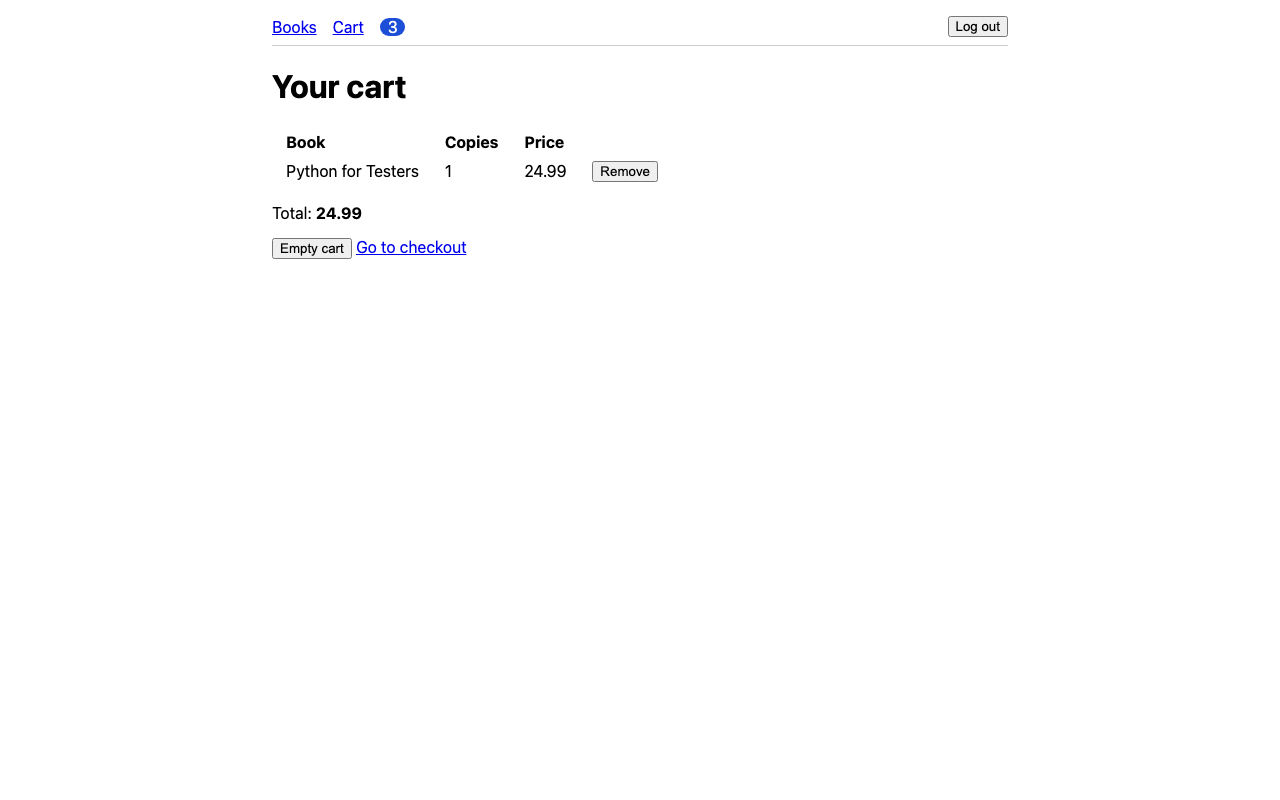 Books Cart 3 Log out
Your cart
Book Copies Price
Python for Testers 1 24.99 Remove
Total: 24.99
Empty cart Go to checkout